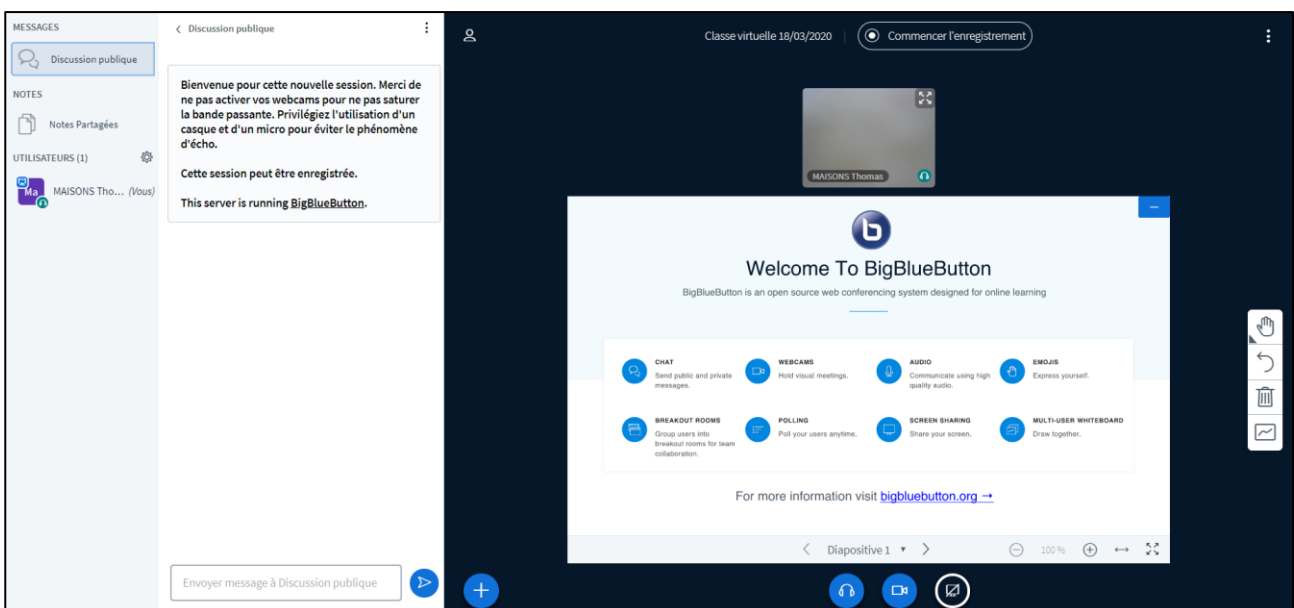 MESSAGES
Discussion publique
NOTES
Notes Partagées
UTILISATEURS (1)
Ma
MAISONS Tho... (Vous)
Discussion publique
Bienvenue pour cette nouvelle session. Merci de
ne pas activer vos webcams pour ne pas saturer
la bande passante. Privilégiez l'utilisation d'un
casque et d'un micro pour éviter le phénomène
d'écho.
Cette session peut être enregistrée.
This server is running BigBlueButton.
Envoyer message à Discussion publique
Classe virtuelle 18/03/2020
Commencer l'enregistrement
MAISONS Thomas
b
Welcome To BigBlueButton
BigBlueButton is an open source web conferencing system designed for online learning
CHAT
Send public and private
messages.
WEBCAMS
Hold visual meetings.
AUDIO
Communicate using high
quality audio.
EMOJIS
Express yourself.
BREAKOUT ROOMS
Group users into
breakout rooms for team
collaboration.
POLLING
Poll your users anytime.
SCREEN SHARING
Share your screen.
MULTI-USER WHITEBOARD
Draw together.
For more information visit bigbluebutton.org →
Diapositive 1
100 %